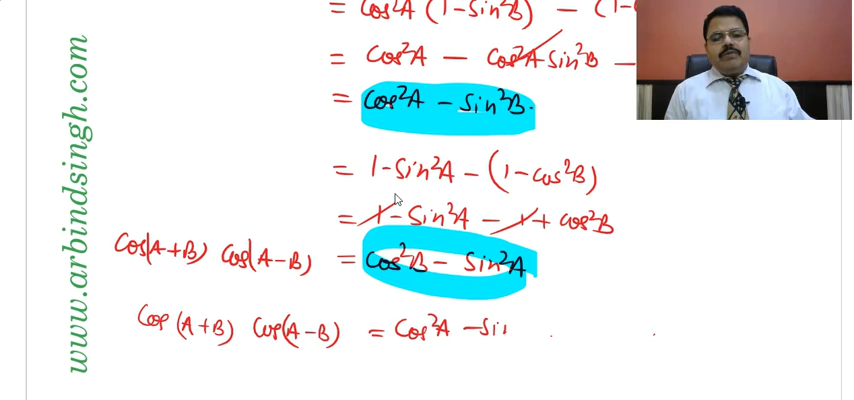 www.arbindsingh.com
= Cos²A (1-Sin²B) - (1-
= Cos²A - Cos²A Sin²B -
= Cos²A - Sin²B.
= 1-Sin²A - (1-Cos²B)
= 1 - Sin²A - 1 + Cos²B
Cos(A+B) Cos(A-B) = Cos²B - Sin²A
Cos (A+B) Cos(A-B) = Cos²A - Si